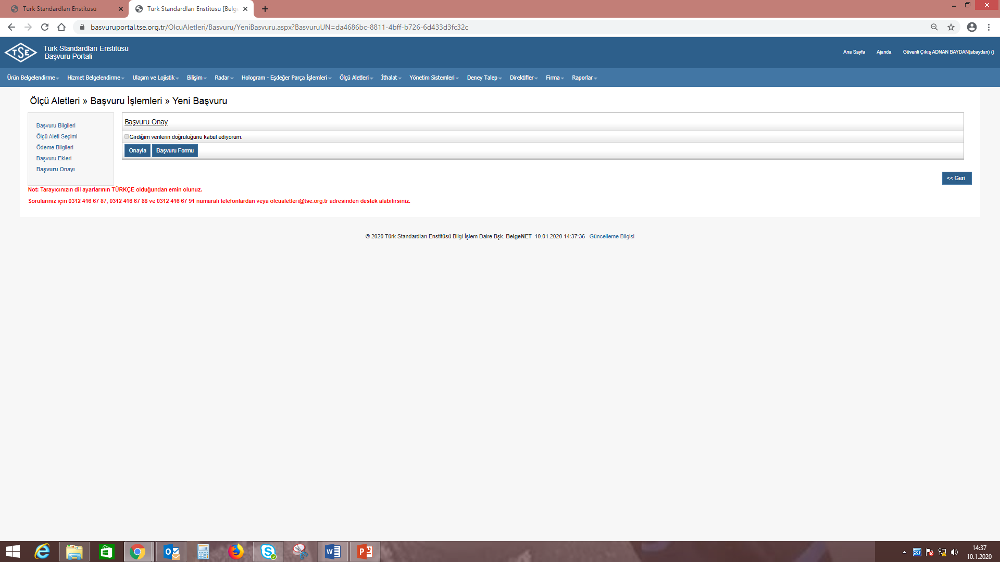 Türk Standardları Enstitüsü
Türk Standardları Enstitüsü [Belg
basvuruportal.tse.org.tr/OlcuAletleri/Basvuru/YeniBasvuru.aspx?BasvuruUN=da4686bc-8811-4bff-b726-6d433d3fc32c
TSE
Türk Standardları Enstitüsü
Başvuru Portali
Ana Sayfa Ajanda Güvenli Çıkış ADNAN BAYDAN(abaydan) ()
Ürün Belgelendirme Hizmet Belgelendirme Ulaşım ve Lojistik Bilişim Radar Hologram - Eşdeğer Parça İşlemleri Ölçü Aletleri İthalat Yönetim Sistemleri Deney Talep Direktifler Firma Raporlar
Ölçü Aletleri » Başvuru İşlemleri » Yeni Başvuru
Başvuru Bilgileri
Ölçü Aleti Seçimi
Ödeme Bilgileri
Başvuru Ekleri
Başvuru Onayı
Başvuru Onay
Girdiğim verilerin doğruluğunu kabul ediyorum.
Onayla Başvuru Formu
<< Geri
Not: Tarayıcınızın dil ayarlarının TÜRKÇE olduğundan emin olunuz.
Sorularınız için 0312 416 67 87, 0312 416 67 88 ve 0312 416 67 91 numaralı telefonlardan veya olcualetleri@tse.org.tr adresinden destek alabilirsiniz.
© 2020 Türk Standardları Enstitüsü Bilgi İşlem Daire Bşk. BelgeNET 10.01.2020 14:37:36 Güncelleme Bilgisi
14:37
10.1.2020